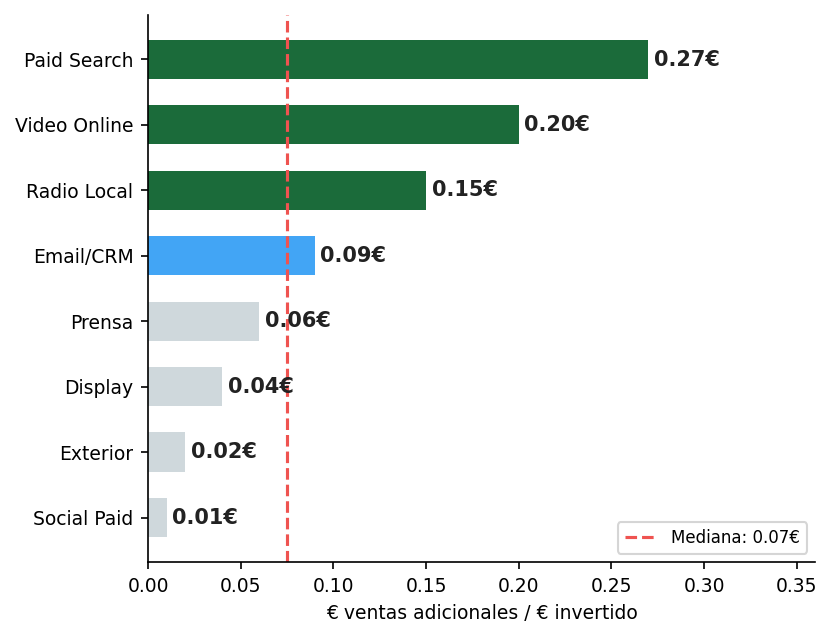 Paid Search
0.27€
Video Online
0.20€
Radio Local
0.15€
Email/CRM
0.09€
Prensa
0.06€
Display
0.04€
Exterior
0.02€
Social Paid
0.01€
Mediana: 0.07€
0.00 0.05 0.10 0.15 0.20 0.25 0.30 0.35
€ ventas adicionales / € invertido